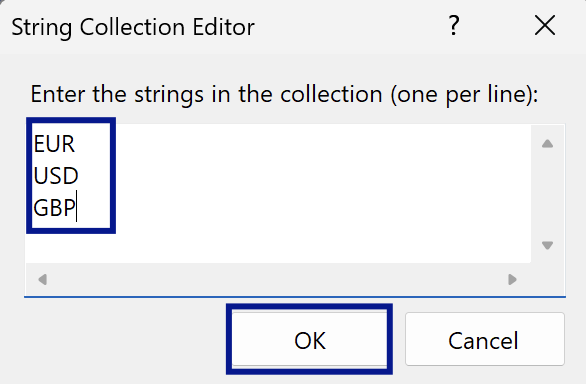 String Collection Editor ?
Enter the strings in the collection (one per line):
EUR
USD
GBP
OK Cancel